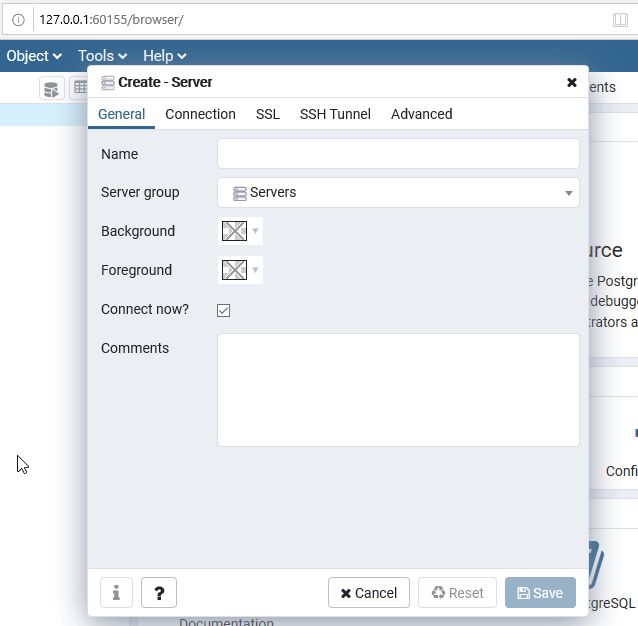 127.0.0.1:60155/browser/
Object Tools Help
Create - Server
General Connection SSL SSH Tunnel Advanced
Name
Server group Servers
Background
Foreground
Connect now?
Comments
ents
urce
e Postgr
debugg
trators a
Confi
greSQL
? Cancel Reset Save
Documentation